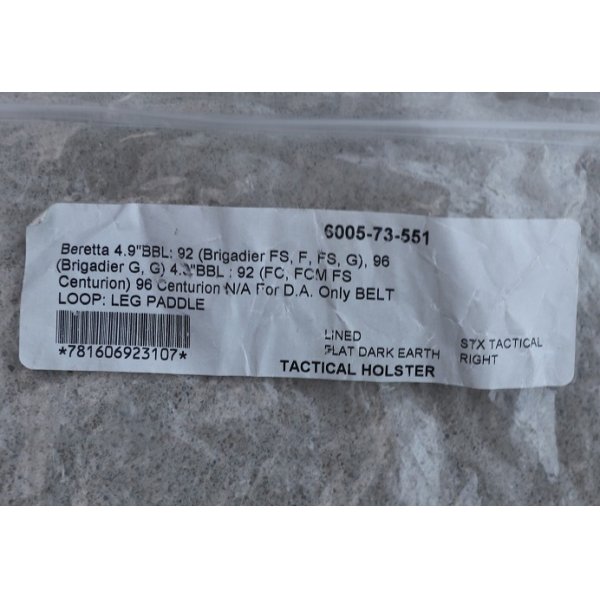 6005-73-551
Beretta 4.9"BBL: 92 (Brigadier FS, F, FS, G), 96
(Brigadier G, G) 4.3"BBL : 92 (FC, FCM FS
Centurion) 96 Centurion N/A For D.A. Only BELT
LOOP: LEG PADDLE
*781606923107*
LINED
FLAT DARK EARTH
STX TACTICAL
RIGHT
TACTICAL HOLSTER